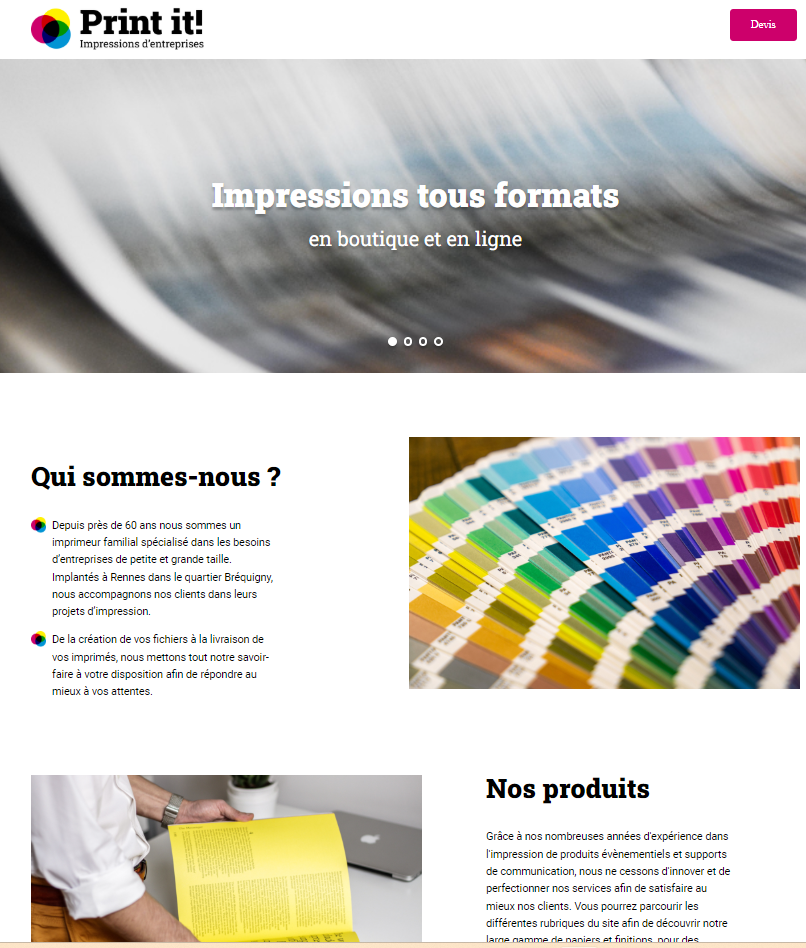 Print it!
Impressions d'entreprises
Devis
Impressions tous formats
en boutique et en ligne
Qui sommes-nous ?
Depuis près de 60 ans nous sommes un
imprimeur familial spécialisé dans les besoins
d'entreprises de petite et grande taille.
Implantés à Rennes dans le quartier Bréquigny,
nous accompagnons nos clients dans leurs
projets d'impression.
De la création de vos fichiers à la livraison de
vos imprimés, nous mettons tout notre savoir-
faire à votre disposition afin de répondre au
mieux à vos attentes.
Nos produits
Grâce à nos nombreuses années d'expérience dans
l'impression de produits évènementiels et supports
de communication, nous ne cessons d'innover et de
perfectionner nos services afin de satisfaire au
mieux nos clients. Vous pourrez parcourir les
différentes rubriques du site afin de découvrir notre
large gamme de papiers et finitions, pour des